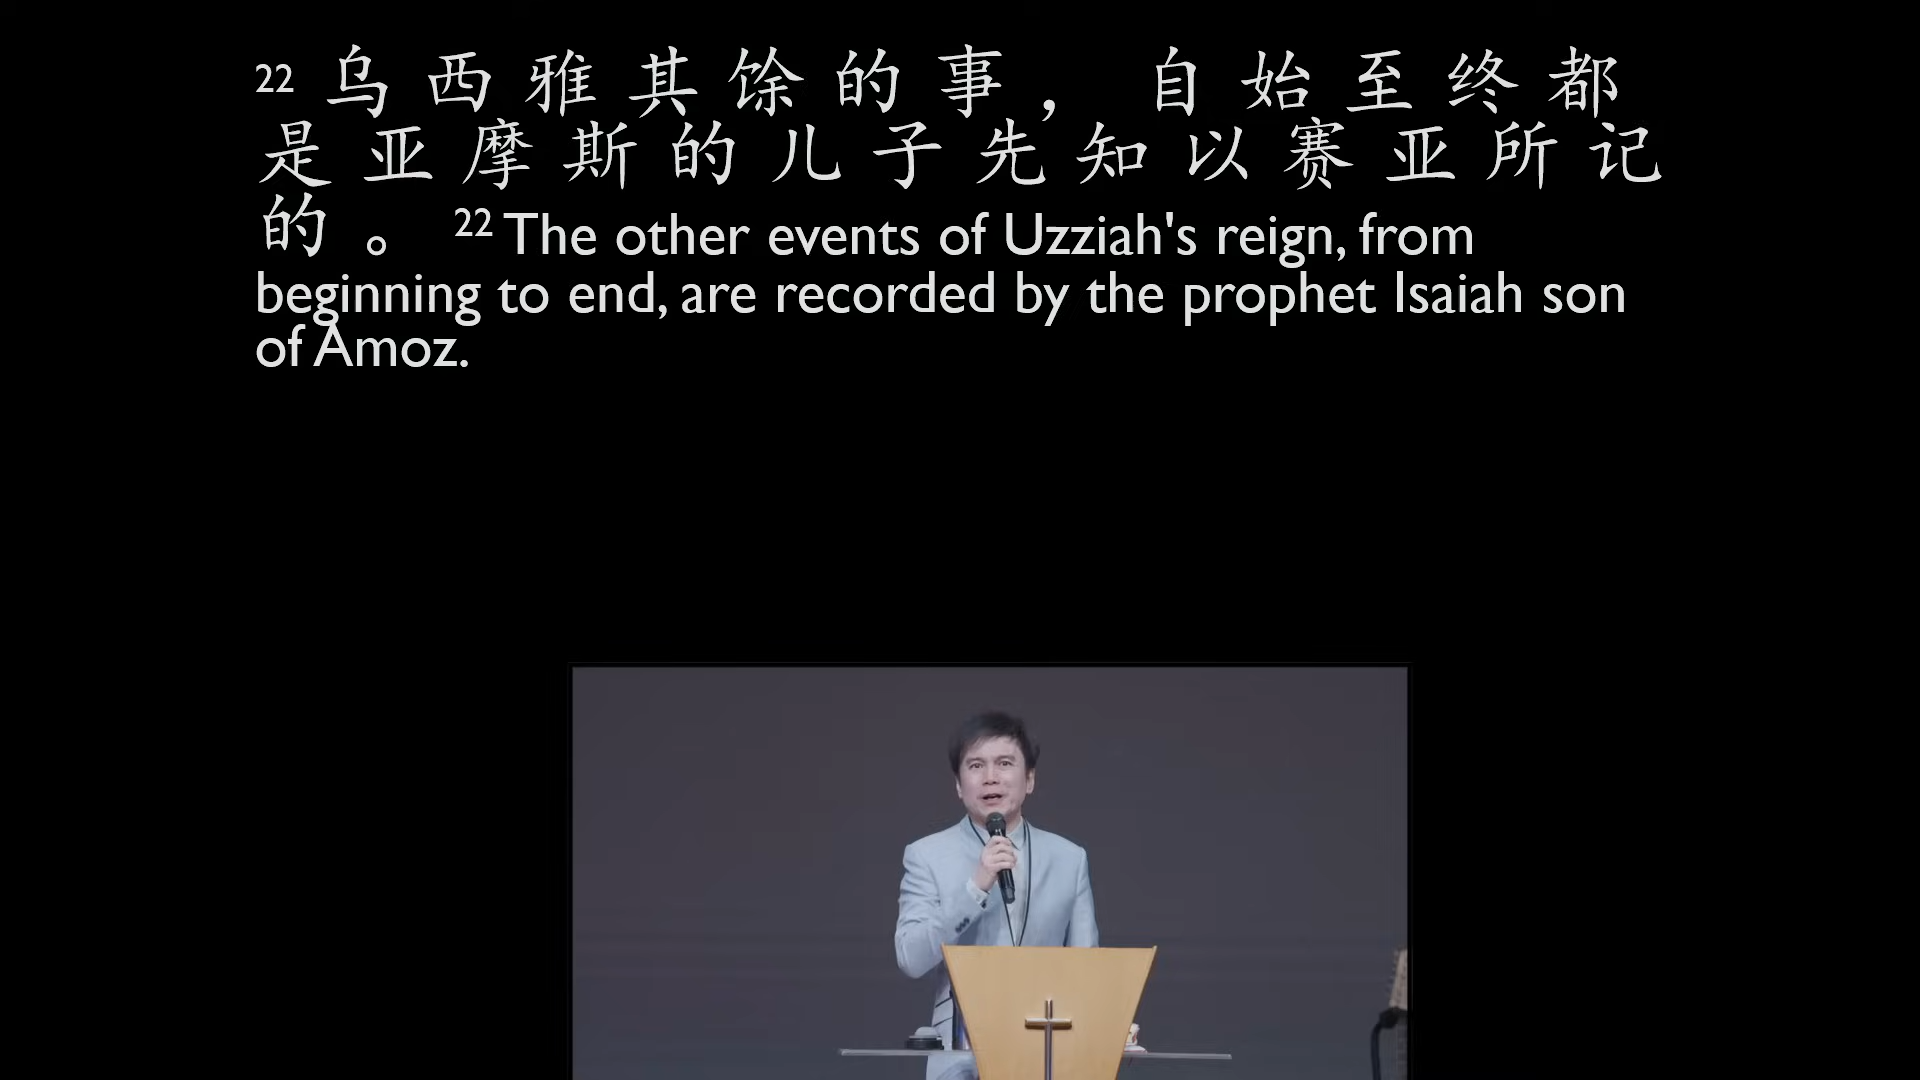 22 乌西雅其馀的事，自始至终都
是亚摩斯的儿子先知以赛亚所记
的。 22 The other events of Uzziah's reign, from
beginning to end, are recorded by the prophet Isaiah son
of Amoz.